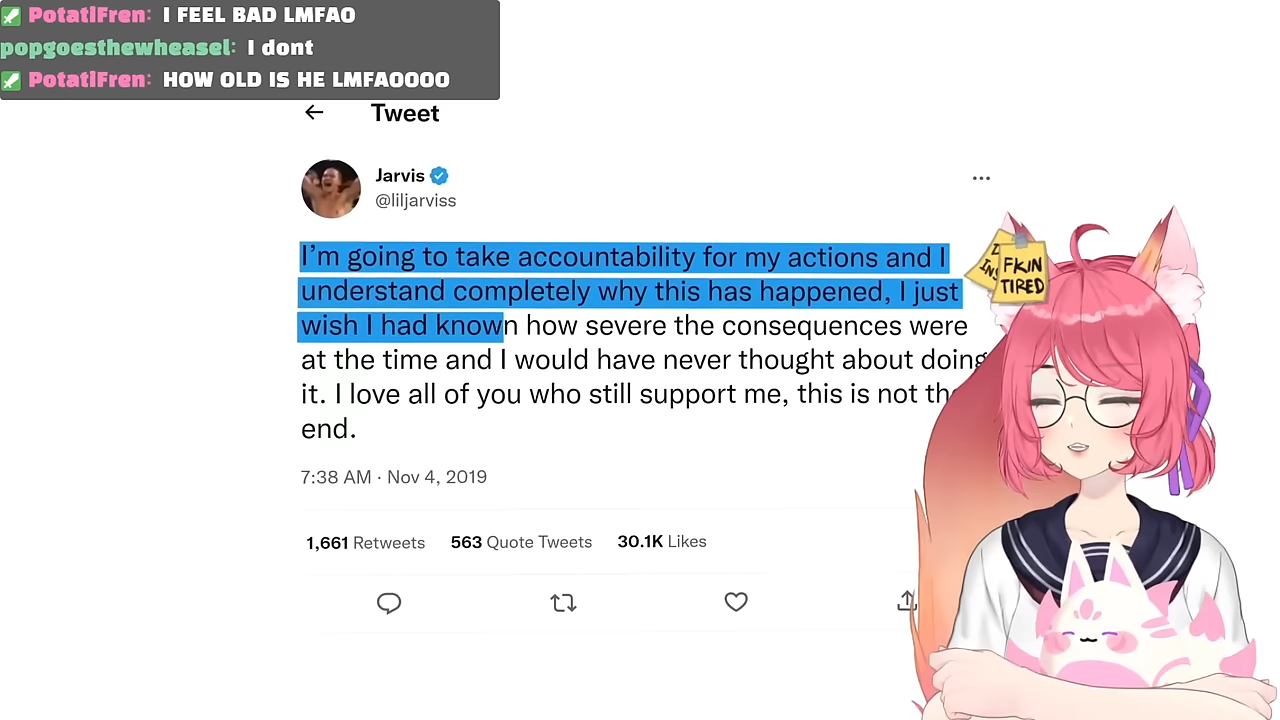 PotatiFren: I FEEL BAD LMFAO
popgoesthewheasel: I dont
PotatiFren: HOW OLD IS HE LMFAOOOO
Tweet
Jarvis
@liljarviss
I'm going to take accountability for my actions and I
understand completely why this has happened, I just
wish I had known how severe the consequences were
at the time and I would have never thought about doing
it. I love all of you who still support me, this is not the
end.
7:38 AM · Nov 4, 2019
1,661 Retweets 563 Quote Tweets 30.1K Likes
FKIN
TIRED